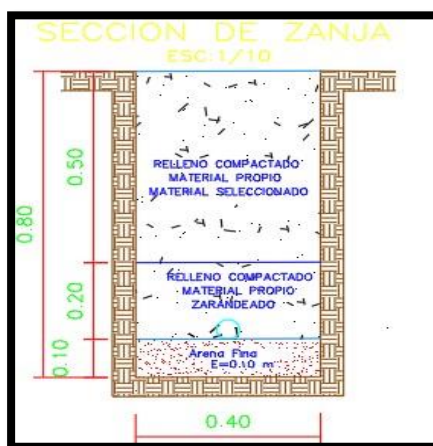 SECCION DE ZANJA
ESC:1/10
0.50
RELLENO COMPACTADO
MATERIAL PROPIO
MATERIAL SELECCIONADO
0.80
0.20
RELLENO COMPACTADO
MATERIAL PROPIO
ZARANDEADO
0.10
Arena Fina
E=0.10 m
0.40